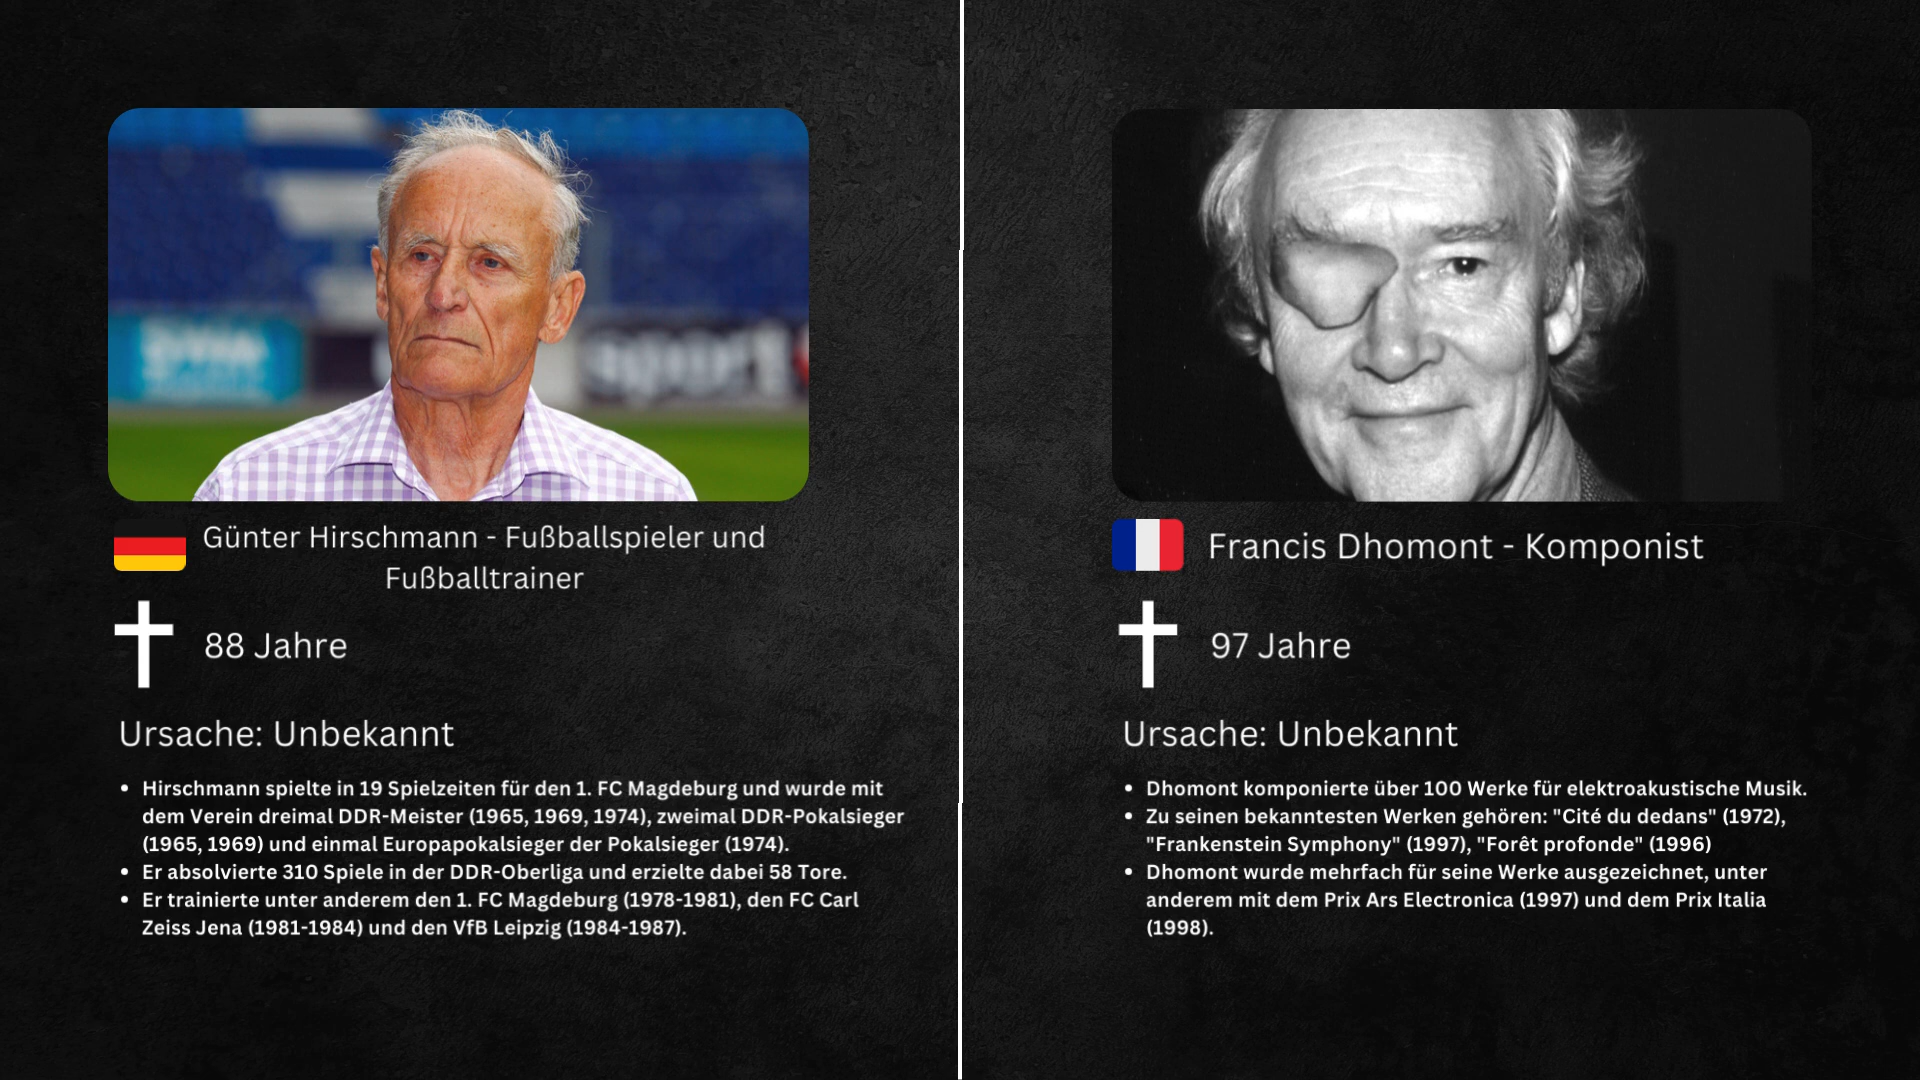 sport
Günter Hirschmann - Fußballspieler und
Fußballtrainer
88 Jahre
Ursache: Unbekannt
• Hirschmann spielte in 19 Spielzeiten für den 1. FC Magdeburg und wurde mit
dem Verein dreimal DDR-Meister (1965, 1969, 1974), zweimal DDR-Pokalsieger
(1965, 1969) und einmal Europapokalsieger der Pokalsieger (1974).
• Er absolvierte 310 Spiele in der DDR-Oberliga und erzielte dabei 58 Tore.
• Er trainierte unter anderem den 1. FC Magdeburg (1978-1981), den FC Carl
Zeiss Jena (1981-1984) und den VfB Leipzig (1984-1987).
Francis Dhomont - Komponist
97 Jahre
Ursache: Unbekannt
• Dhomont komponierte über 100 Werke für elektroakustische Musik.
• Zu seinen bekanntesten Werken gehören: "Cité du dedans" (1972),
"Frankenstein Symphony" (1997), "Forêt profonde" (1996)
• Dhomont wurde mehrfach für seine Werke ausgezeichnet, unter
anderem mit dem Prix Ars Electronica (1997) und dem Prix Italia
(1998).